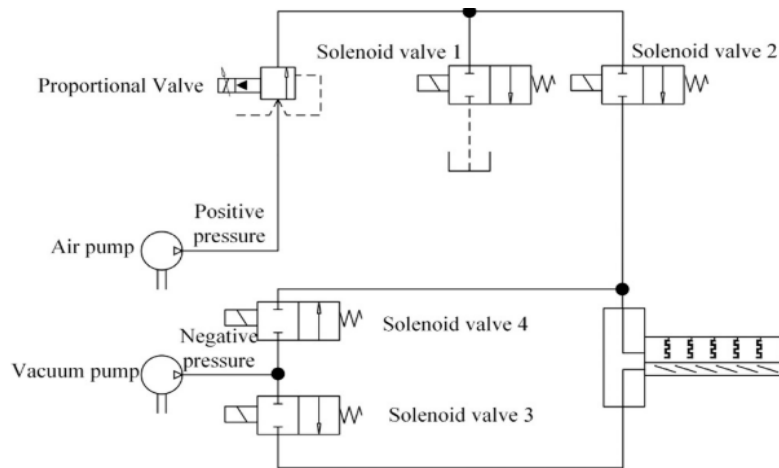 Solenoid valve 1
Solenoid valve 2
Proportional Valve
Positive
pressure
Air pump
Solenoid valve 4
Negative
pressure
Vacuum pump
Solenoid valve 3